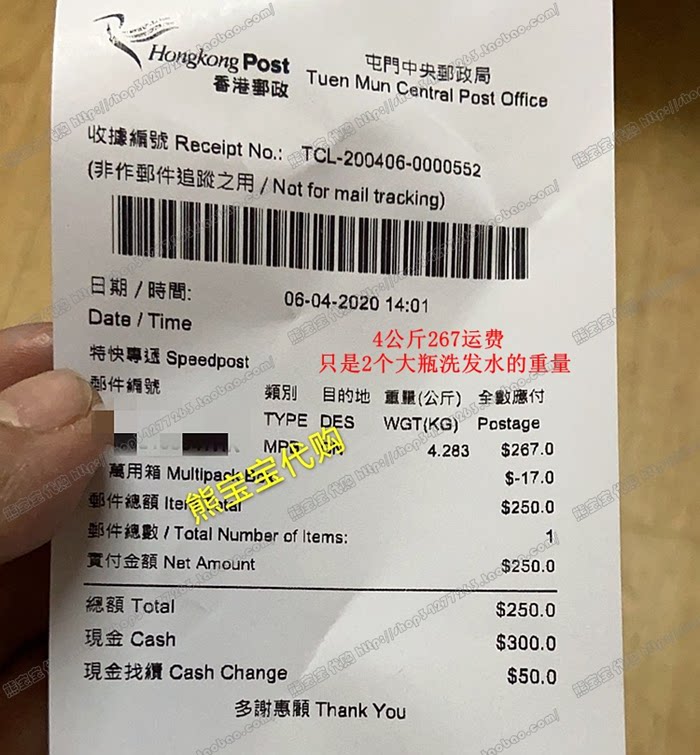 Hongkong Post
香港郵政
屯門中央郵政局
Tuen Mun Central Post Office
收據編號 Receipt No.: TCL-200406-0000552
(非作郵件追蹤之用 / Not for mail tracking)
日期 / 時間:
06-04-2020 14:01
Date / Time
4公斤267运费
只是2个大瓶洗发水的重量
特快專遞 Speedpost
郵件編號 類別 目的地 重量(公斤) 全數應付
TYPE DES WGT(KG) Postage
4.283 $267.0
萬用箱 Multipack $-17.0
郵件總額 $250.0
熊宝宝代购
郵件總數 / Total Number of Items: 1
實付金額 Net Amount $250.0
總額 Total $250.0
現金 Cash $300.0
現金找續 Cash Change $50.0
多謝惠顧 Thank You